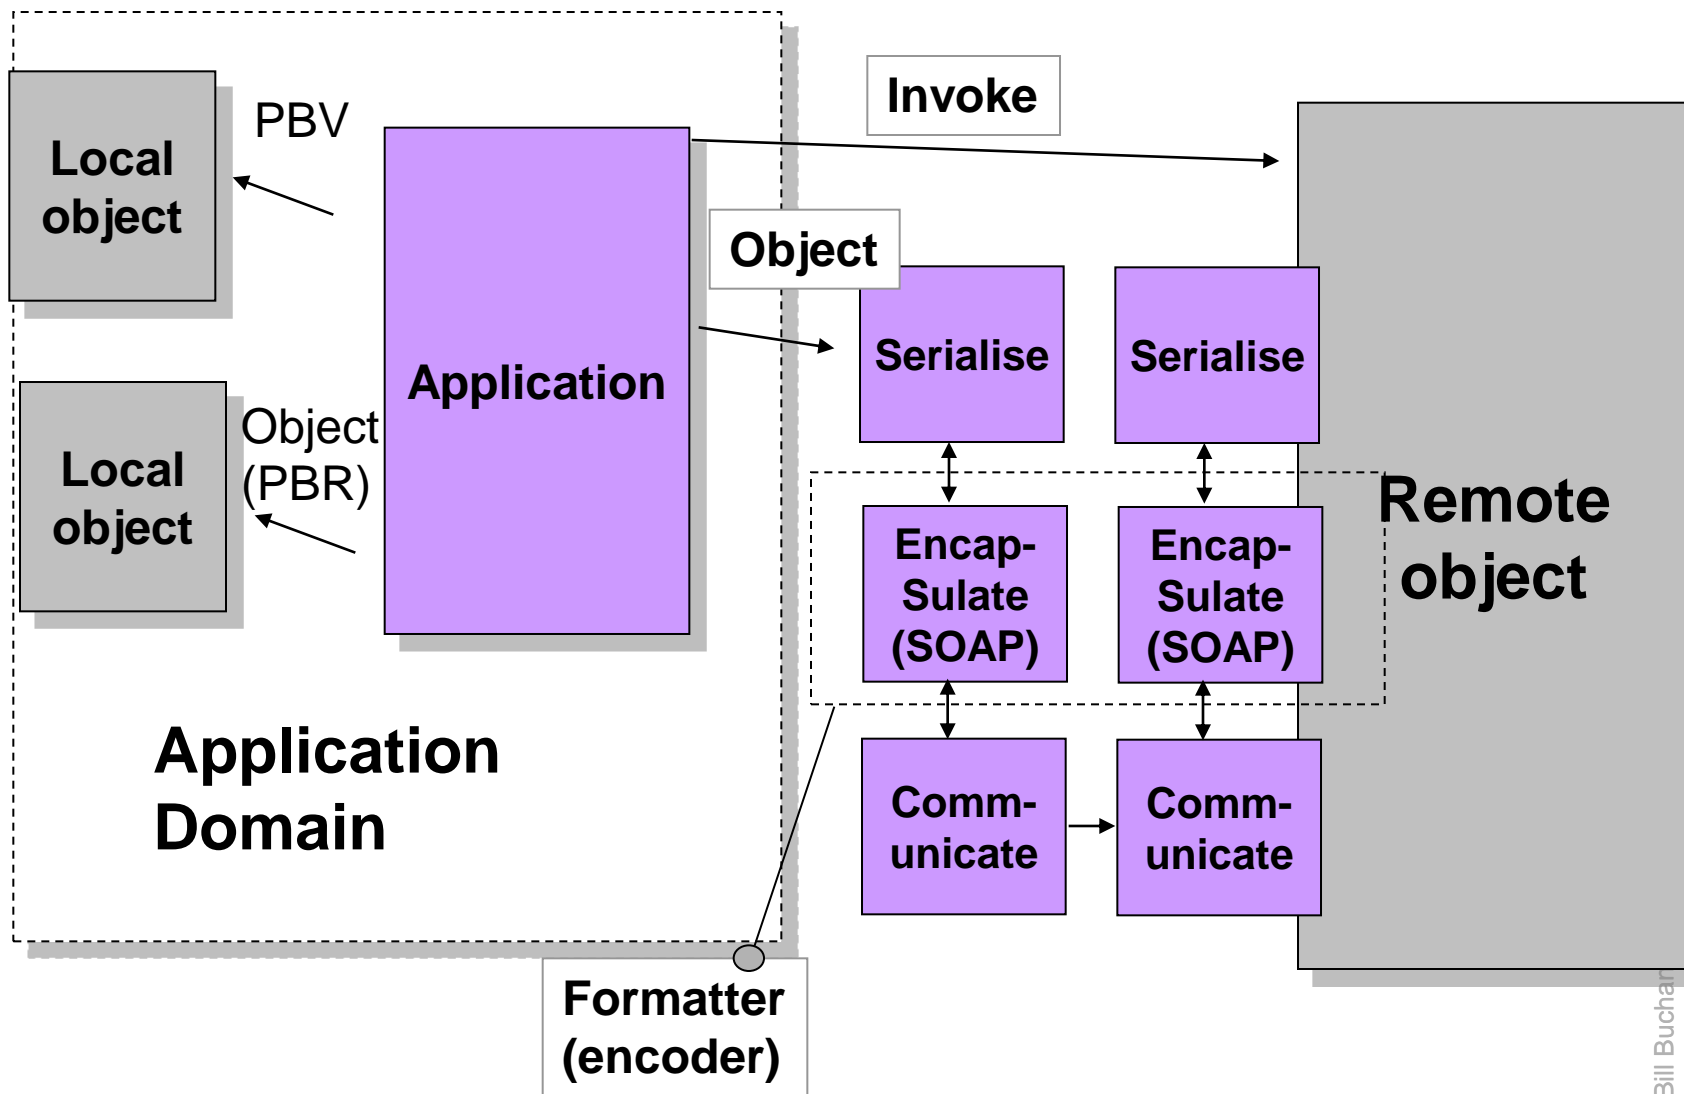 PBV
Local
object
Invoke
Object
Application
Serialise
Serialise
Object
(PBR)
Local
object
Encap-
Sulate
(SOAP)
Encap-
Sulate
(SOAP)
Remote
object
Application
Domain
Comm-
unicate
Comm-
unicate
Formatter
(encoder)
Bill